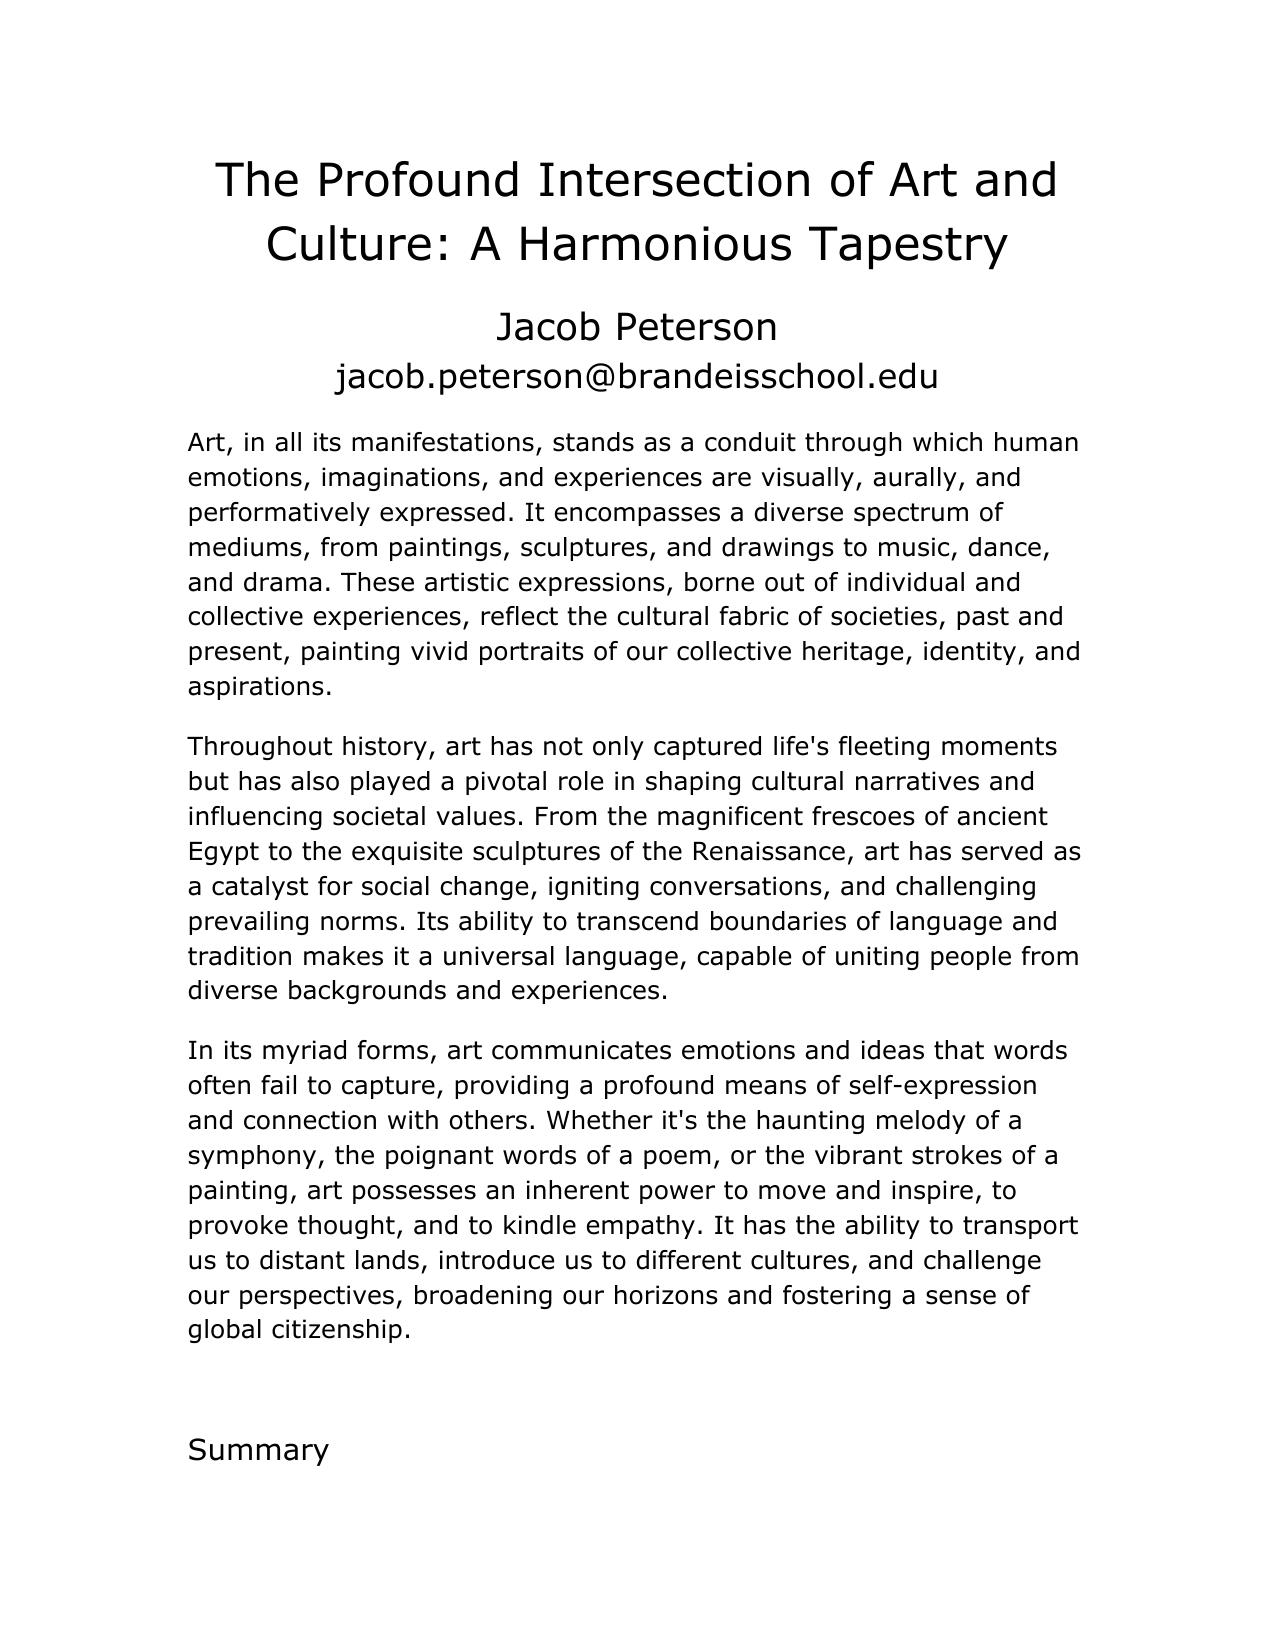 The Profound Intersection of Art and
Culture: A Harmonious Tapestry
Jacob Peterson
jacob.peterson@brandeisschool.edu
Art, in all its manifestations, stands as a conduit through which human
emotions, imaginations, and experiences are visually, aurally, and
performatively expressed. It encompasses a diverse spectrum of
mediums, from paintings, sculptures, and drawings to music, dance,
and drama. These artistic expressions, borne out of individual and
collective experiences, reflect the cultural fabric of societies, past and
present, painting vivid portraits of our collective heritage, identity, and
aspirations.
Throughout history, art has not only captured life's fleeting moments
but has also played a pivotal role in shaping cultural narratives and
influencing societal values. From the magnificent frescoes of ancient
Egypt to the exquisite sculptures of the Renaissance, art has served as
a catalyst for social change, igniting conversations, and challenging
prevailing norms. Its ability to transcend boundaries of language and
tradition makes it a universal language, capable of uniting people from
diverse backgrounds and experiences.
In its myriad forms, art communicates emotions and ideas that words
often fail to capture, providing a profound means of self-expression
and connection with others. Whether it's the haunting melody of a
symphony, the poignant words of a poem, or the vibrant strokes of a
painting, art possesses an inherent power to move and inspire, to
provoke thought, and to kindle empathy. It has the ability to transport
us to distant lands, introduce us to different cultures, and challenge
our perspectives, broadening our horizons and fostering a sense of
global citizenship.
Summary